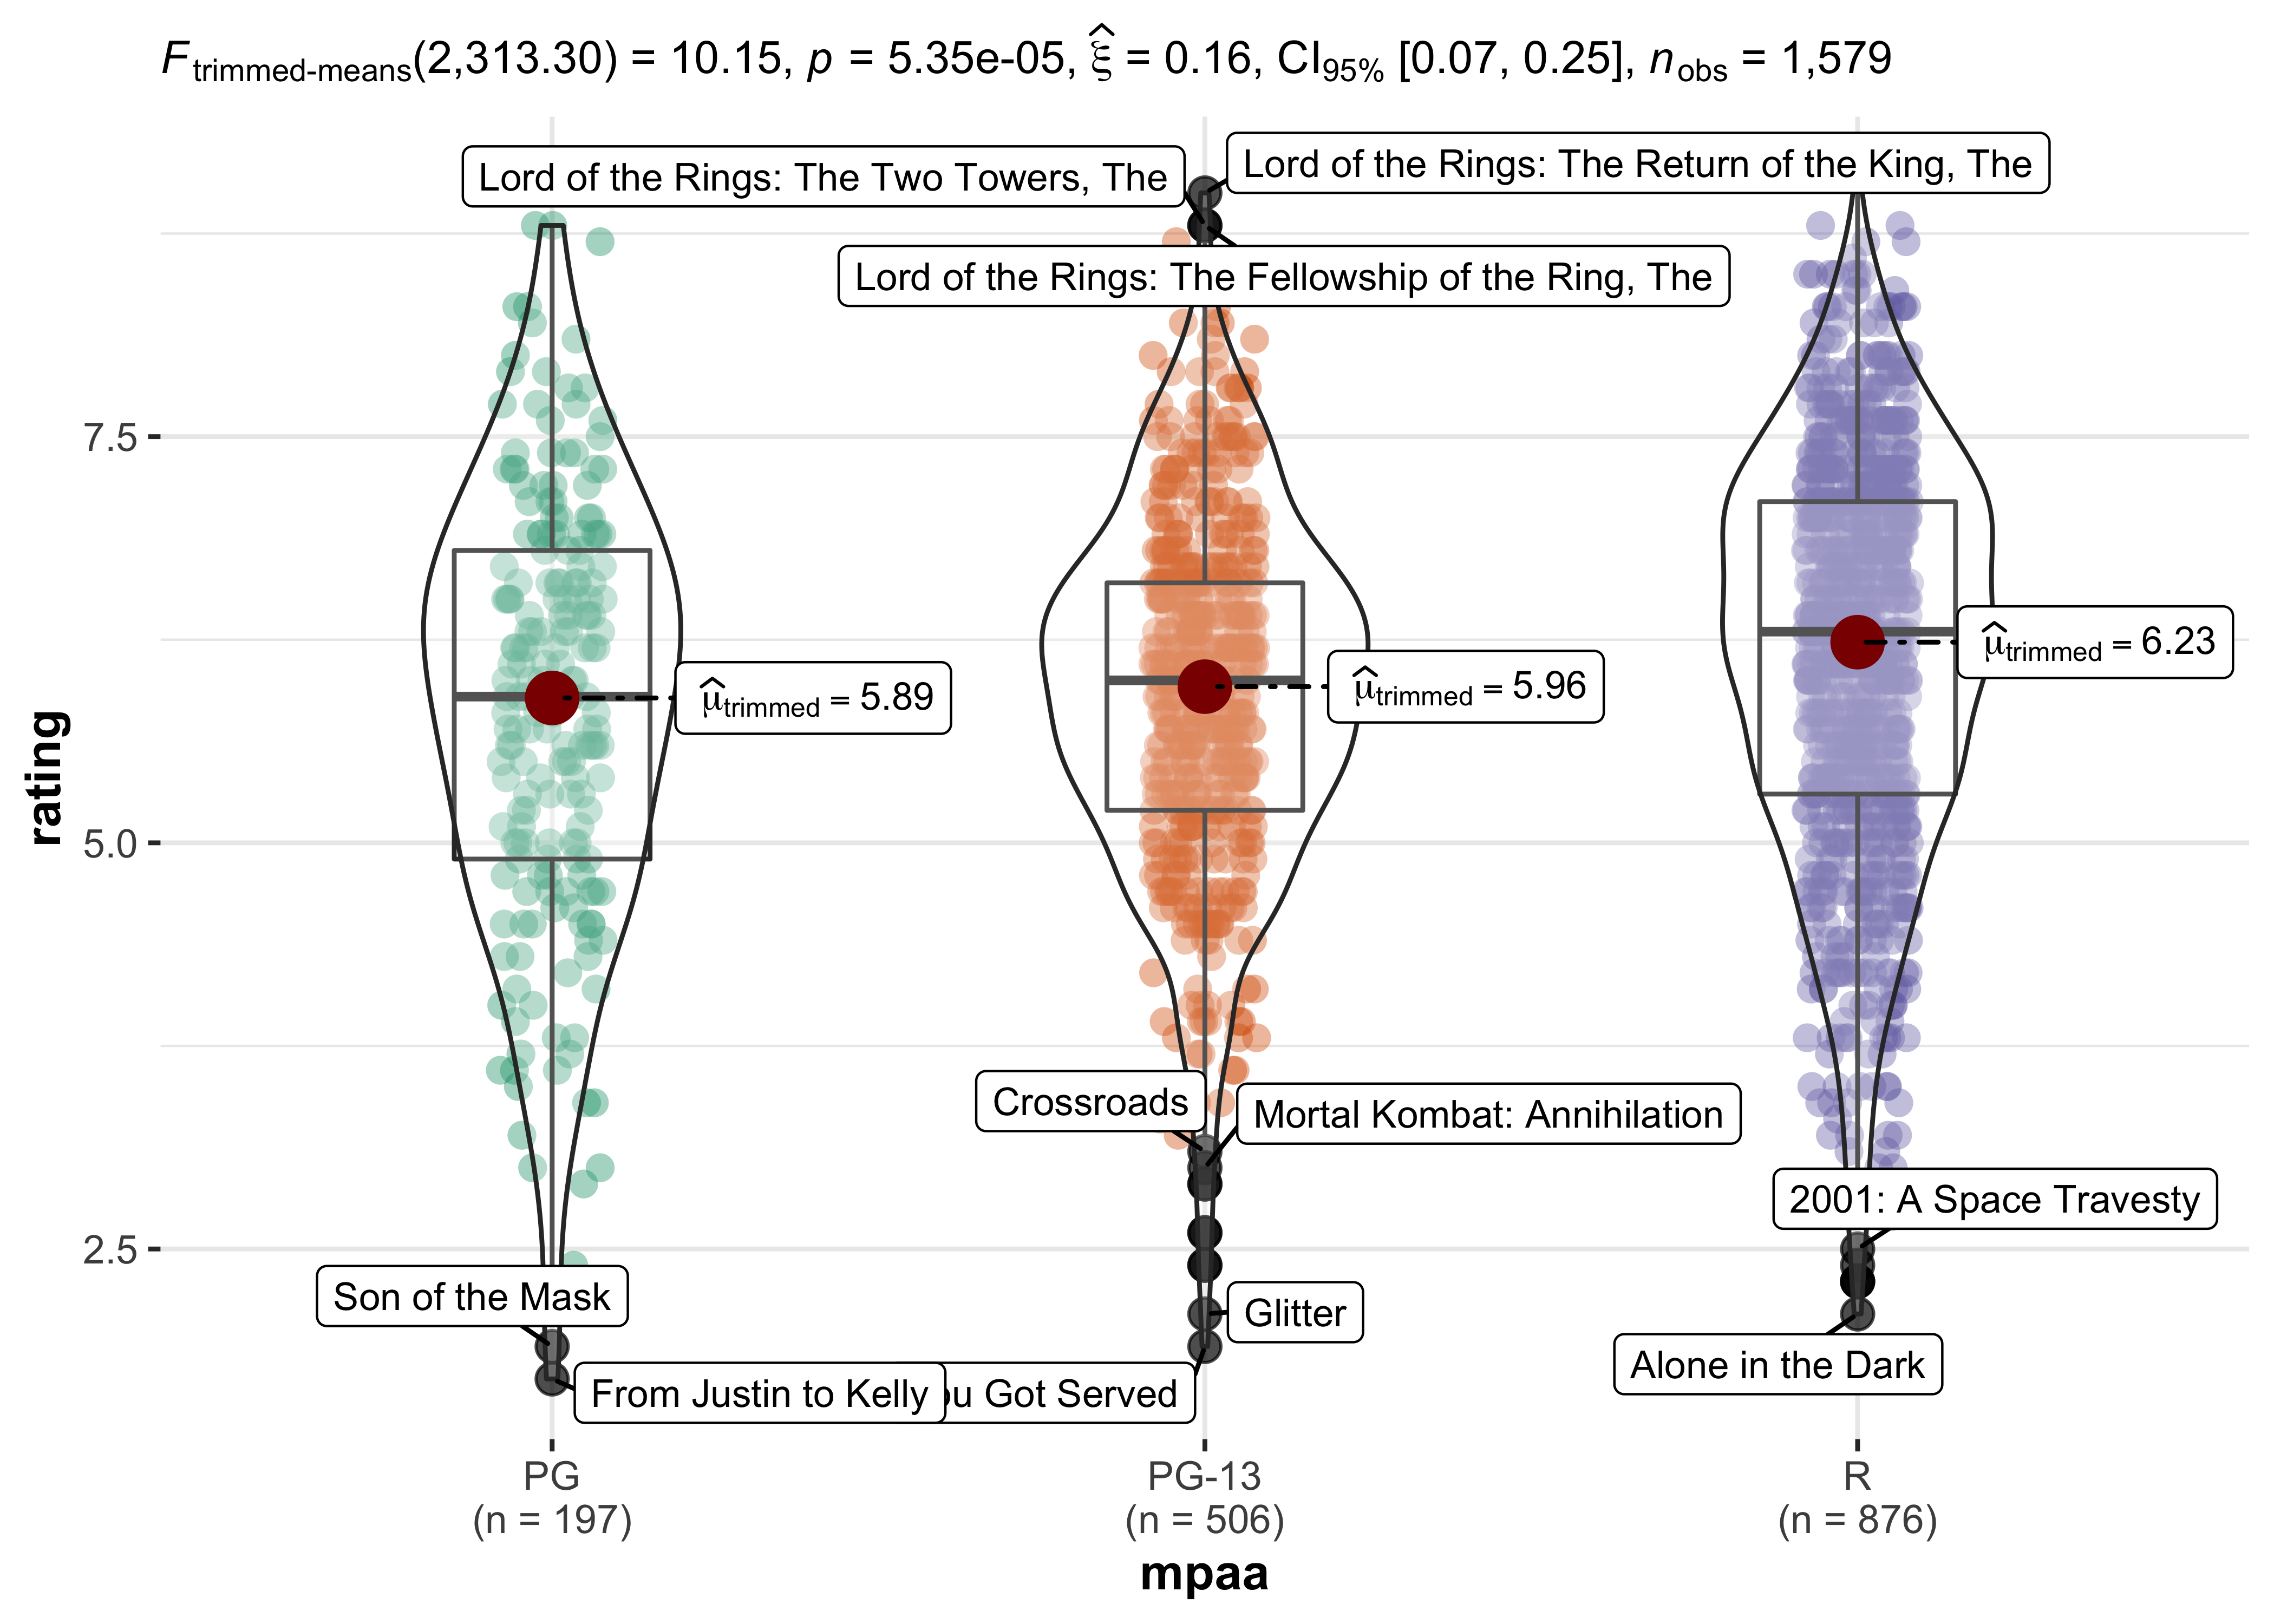 F trimmed-means(2,313.30) = 10.15, p = 5.35e-05, ξ̂ = 0.16, CI95% [0.07, 0.25], nobs = 1,579
Lord of the Rings: The Return of the King, The
Lord of the Rings: The Two Towers, The
Lord of the Rings: The Fellowship of the Ring, The
7.5
μ̂trimmed = 6.23
μ̂trimmed = 5.96
μ̂trimmed = 5.89
rating
5.0
Crossroads
Mortal Kombat: Annihilation
2001: A Space Travesty
2.5
Son of the Mask
Glitter
Alone in the Dark
From Justin to Kelly
Got Served
PG
PG-13
R
(n = 197)
(n = 506)
(n = 876)
mpaa